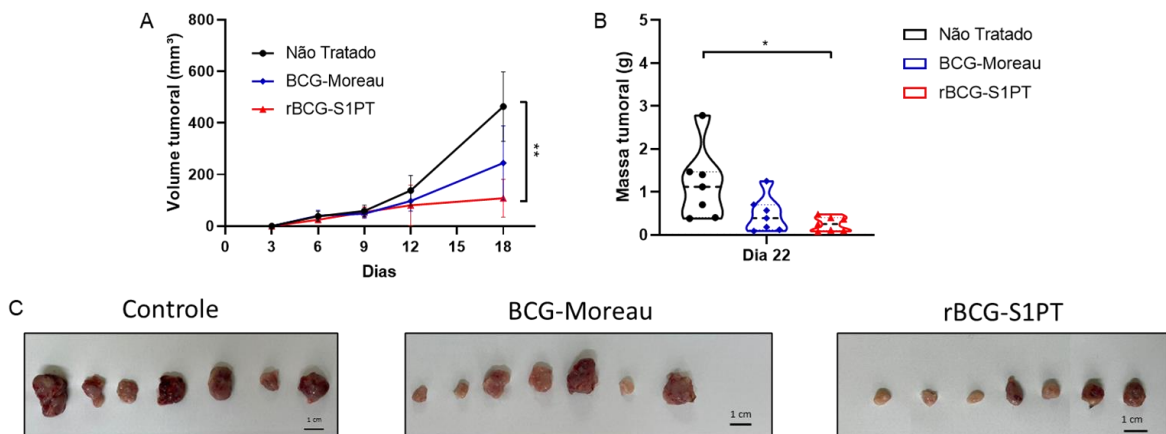 A
Volume tumoral (mm³)
800
600
400
200
0
0 3 6 9 12 15 18
Dias
Não Tratado
BCG-Moreau
rBCG-S1PT
**
B
Massa tumoral (g)
5
4
3
2
1
0
*
Dia 22
Não Tratado
BCG-Moreau
rBCG-S1PT
C
Controle
BCG-Moreau
rBCG-S1PT
1 cm
1 cm
1 cm